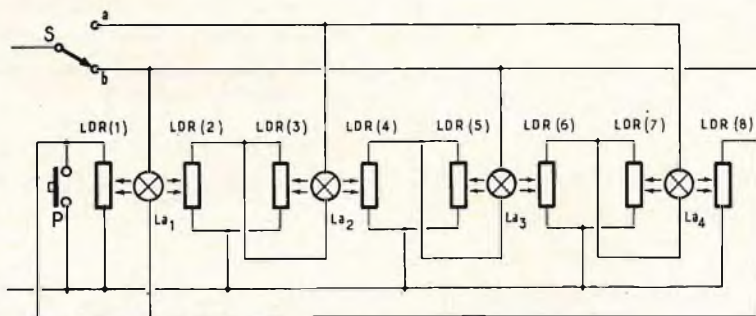 a
S
b
LDR(1) LDR(2) LDR(3) LDR(4) LDR(5) LDR(6) LDR(7) LDR(8)
P La1 La2 La3 La4